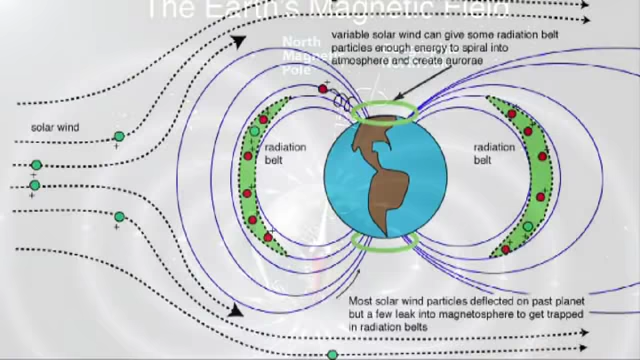 The Earth's Magnetic Field
variable solar wind can give some radiation belt
particles enough energy to spiral into
atmosphere and create aurorae
North
Magnetic
Pole
solar wind
radiation
belt
radiation
belt
Most solar wind particles deflected on past planet
but a few leak into magnetosphere to get trapped
in radiation belts